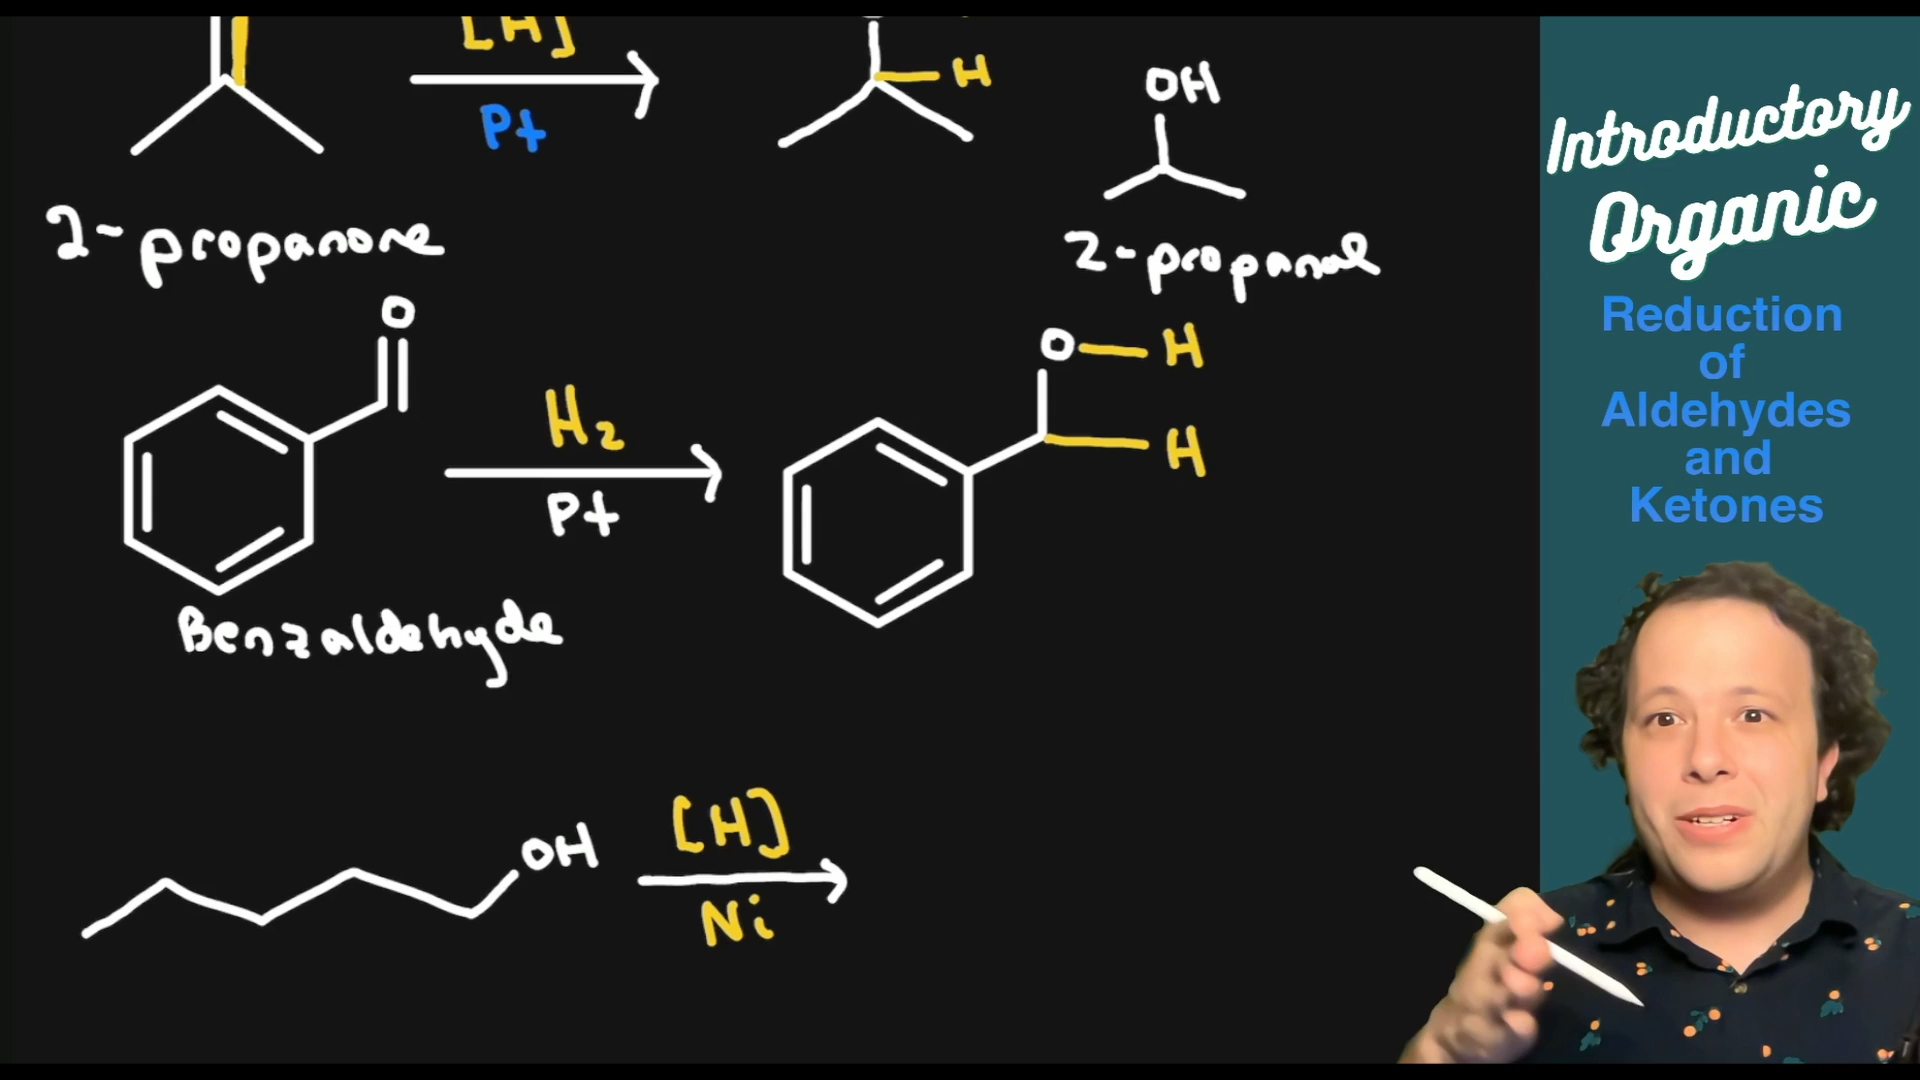 [H]
Pt
H
OH
2-propanone
2-propanol
O
H2
Pt
O H
H
Benzaldehyde
OH
[H]
Ni
Introductory
Organic
Reduction
of
Aldehydes
and
Ketones